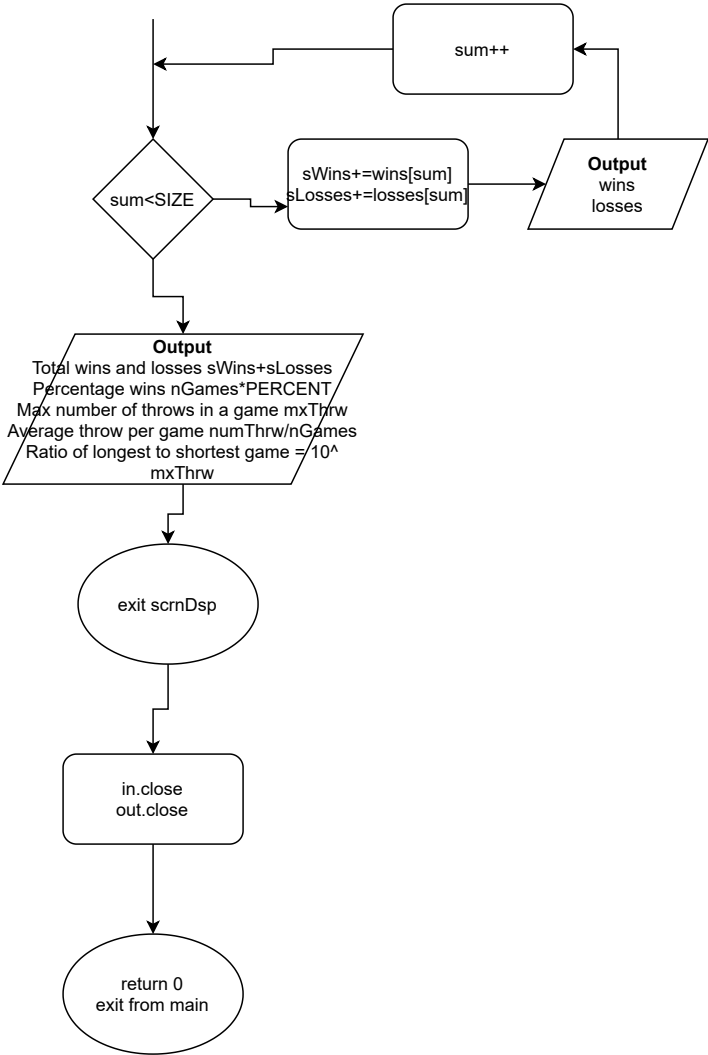 sum++
sum<SIZE
sWins+=wins[sum]
sLosses+=losses[sum]
Output
wins
losses
Output
Total wins and losses sWins+sLosses
Percentage wins nGames*PERCENT
Max number of throws in a game mxThrw
Average throw per game numThrw/nGames
Ratio of longest to shortest game = 10^
mxThrw
exit scrnDsp
in.close
out.close
return 0
exit from main